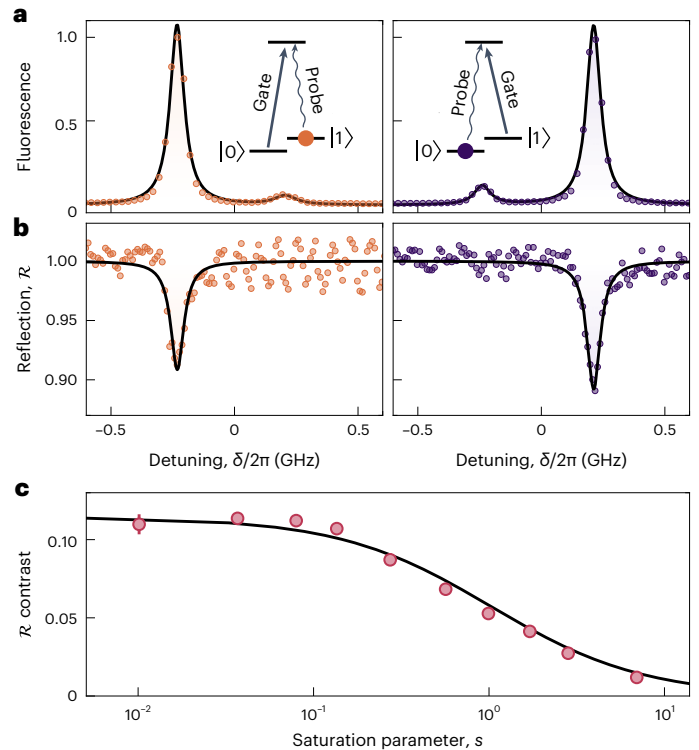 a
Fluorescence
1.0
0.5
0
Gate
Probe
|0⟩
|1⟩
Probe
Gate
|0⟩
|1⟩
b
Reflection, ℛ
1.00
0.95
0.90
−0.5
0
0.5
−0.5
0
0.5
Detuning, δ/2π (GHz)
Detuning, δ/2π (GHz)
c
ℛ contrast
0.10
0.05
0
10⁻²
10⁻¹
10⁰
10¹
Saturation parameter, s